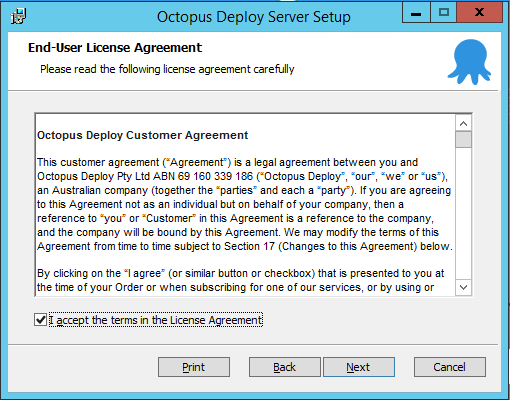 Octopus Deploy Server Setup
End-User License Agreement
Please read the following license agreement carefully
Octopus Deploy Customer Agreement
This customer agreement (“Agreement”) is a legal agreement between you and
Octopus Deploy Pty Ltd ABN 69 160 339 186 (“Octopus Deploy”, “our”, “we” or “us”),
an Australian company (together the “parties” and each a “party”). If you are agreeing
to this Agreement not as an individual but on behalf of your company, then a
reference to “you” or “Customer” in this Agreement is a reference to the company,
and the company will be bound by this Agreement. We may modify the terms of this
Agreement from time to time subject to Section 17 (Changes to this Agreement) below.
By clicking on the “I agree” (or similar button or checkbox) that is presented to you at
the time of your Order or when subscribing for one of our services, or by using or
I accept the terms in the License Agreement
Print Back Next Cancel